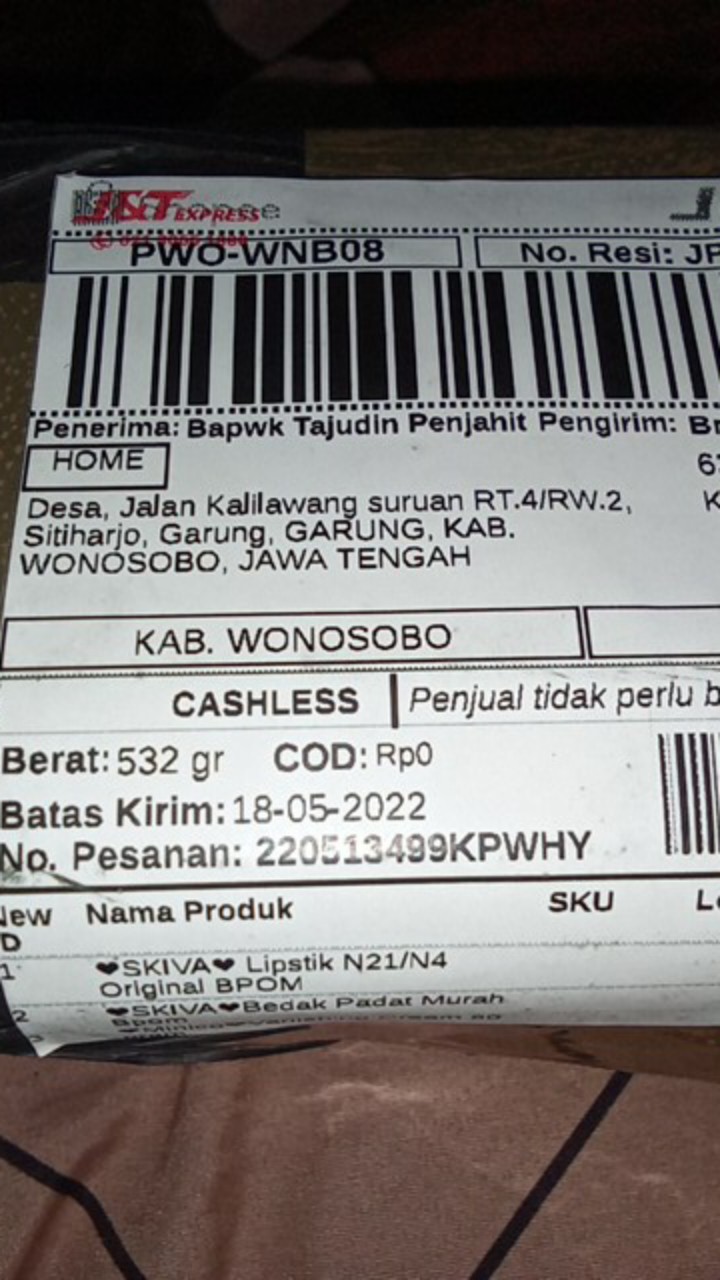 J&T EXPRESS
PWO-WNB08
No. Resi: JP
Penerima: Bapwk Tajudin Penjahit Pengirim: Br
HOME
Desa, Jalan Kalilawang suruan RT.4/RW.2,
Sitiharjo, Garung, GARUNG, KAB.
WONOSOBO, JAWA TENGAH
KAB. WONOSOBO
CASHLESS
Penjual tidak perlu b
Berat: 532 gr COD: Rp0
Batas Kirim: 18-05-2022
No. Pesanan: 220513499KPWHY
Nama Produk SKU
1 ❤SKIVA❤ Lipstik N21/N4
Original BPOM
2 ❤SKIVA❤Bedak Padat Murah
Bpom